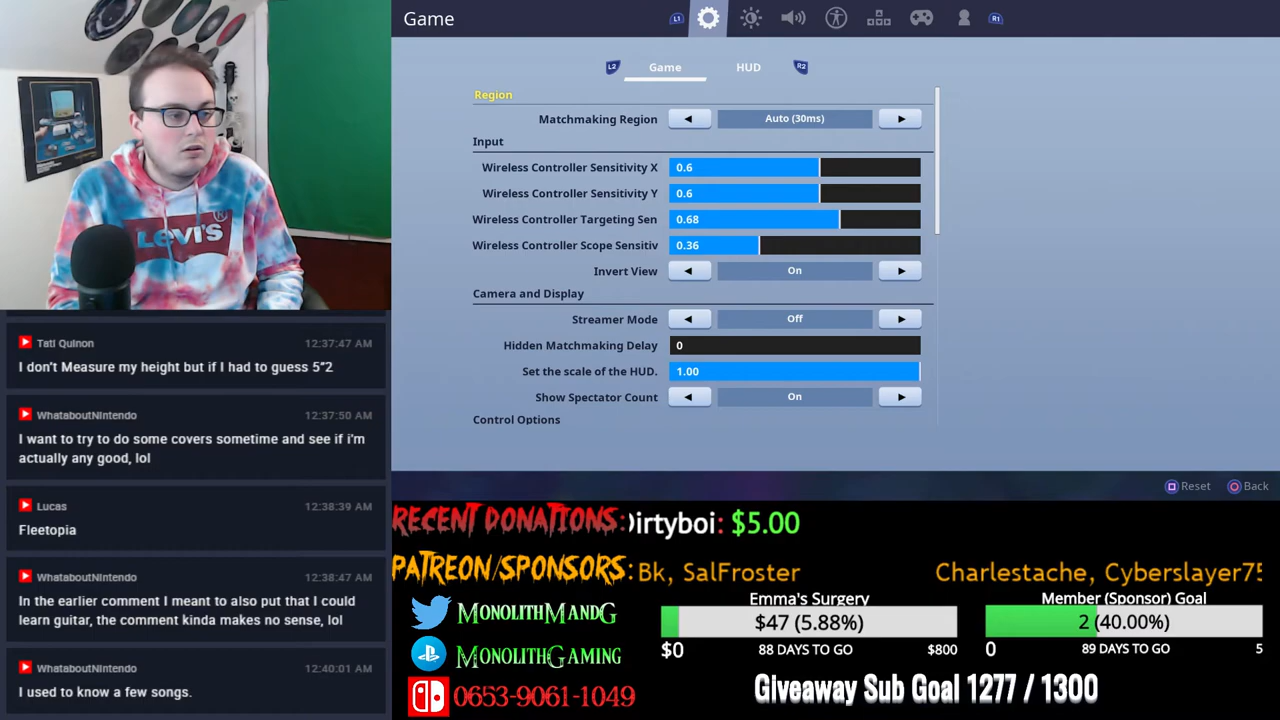 Game
L1
R1
L2
Game
HUD
R2
Region
Matchmaking Region
Auto (30ms)
Input
Wireless Controller Sensitivity X
0.6
Wireless Controller Sensitivity Y
0.6
Wireless Controller Targeting Sen
0.68
Wireless Controller Scope Sensitiv
0.36
Invert View
On
Camera and Display
Streamer Mode
Off
Hidden Matchmaking Delay
0
Set the scale of the HUD.
1.00
Show Spectator Count
On
Control Options
Reset
Back
LEVI'S
®
Tati Quinon
12:37:47 AM
I don't Measure my height but if I had to guess 5"2
WhataboutNintendo
12:37:50 AM
I want to try to do some covers sometime and see if i'm
actually any good, lol
Lucas
12:38:39 AM
Fleetopia
WhataboutNintendo
12:38:47 AM
In the earlier comment I meant to also put that I could
learn guitar, the comment kinda makes no sense, lol
WhataboutNintendo
12:40:01 AM
I used to know a few songs.
RECENT DONATIONS:
Dirtyboi: $5.00
PATREON/SPONSORS:
Bk, SalFroster
Charlestache, Cyberslayer75
MonolithMandG
MonolithGaming
0653-9061-1049
Emma's Surgery
$47 (5.88%)
$0
88 DAYS TO GO
$800
Member (Sponsor) Goal
2 (40.00%)
0
89 DAYS TO GO
5
Giveaway Sub Goal 1277 / 1300